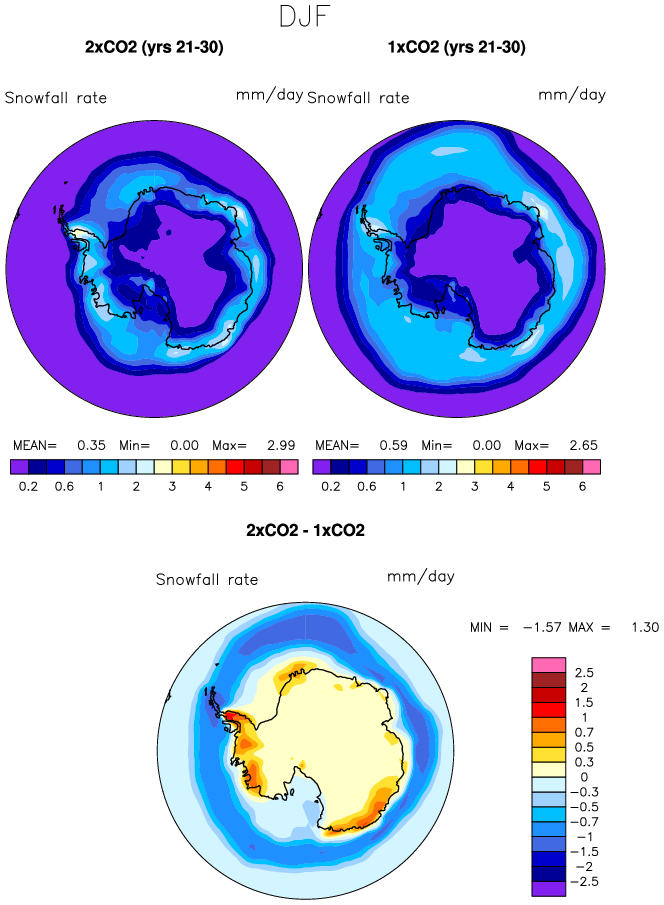 DJF
2xCO2 (yrs 21-30) 1xCO2 (yrs 21-30)
Snowfall rate mm/day Snowfall rate mm/day
MEAN= 0.35 Min= 0.00 Max= 2.99 MEAN= 0.59 Min= 0.00 Max= 2.65
0.2 0.6 1 2 3 4 5 6 0.2 0.6 1 2 3 4 5 6
2xCO2 - 1xCO2
Snowfall rate mm/day
MIN = −1.57 MAX = 1.30
2.5
2
1.5
1
0.7
0.5
0.3
0
−0.3
−0.5
−0.7
−1
−1.5
−2
−2.5